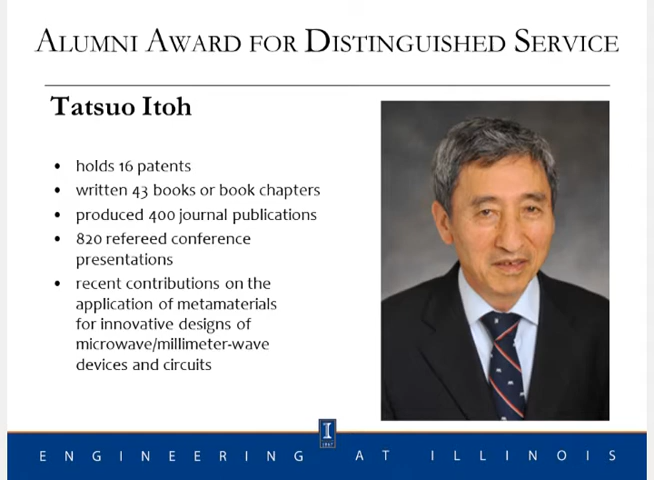 ALUMNI AWARD FOR DISTINGUISHED SERVICE
Tatsuo Itoh
• holds 16 patents
• written 43 books or book chapters
• produced 400 journal publications
• 820 refereed conference
presentations
• recent contributions on the
application of metamaterials
for innovative designs of
microwave/millimeter-wave
devices and circuits
I
1867
ENGINEERING AT ILLINOIS